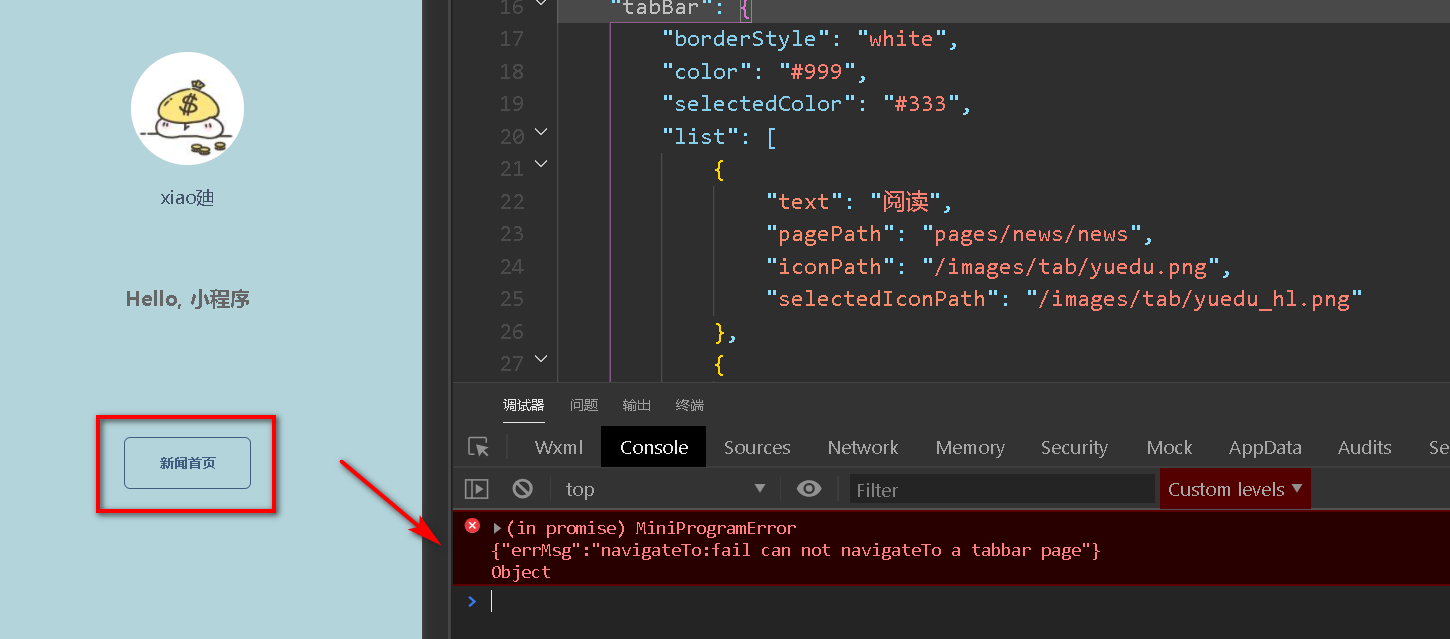 xiao廸
Hello, 小程序
新闻首页
16 "tabBar": {
17 "borderStyle": "white",
18 "color": "#999",
19 "selectedColor": "#333",
20 "list": [
21 {
22 "text": "阅读",
23 "pagePath": "pages/news/news",
24 "iconPath": "/images/tab/yuedu.png",
25 "selectedIconPath": "/images/tab/yuedu_hl.png"
26 },
27 {
调试器 问题 输出 终端
Wxml Console Sources Network Memory Security Mock AppData Audits Se
top Filter Custom levels
(in promise) MiniProgramError
{"errMsg":"navigateTo:fail can not navigateTo a tabbar page"}
Object